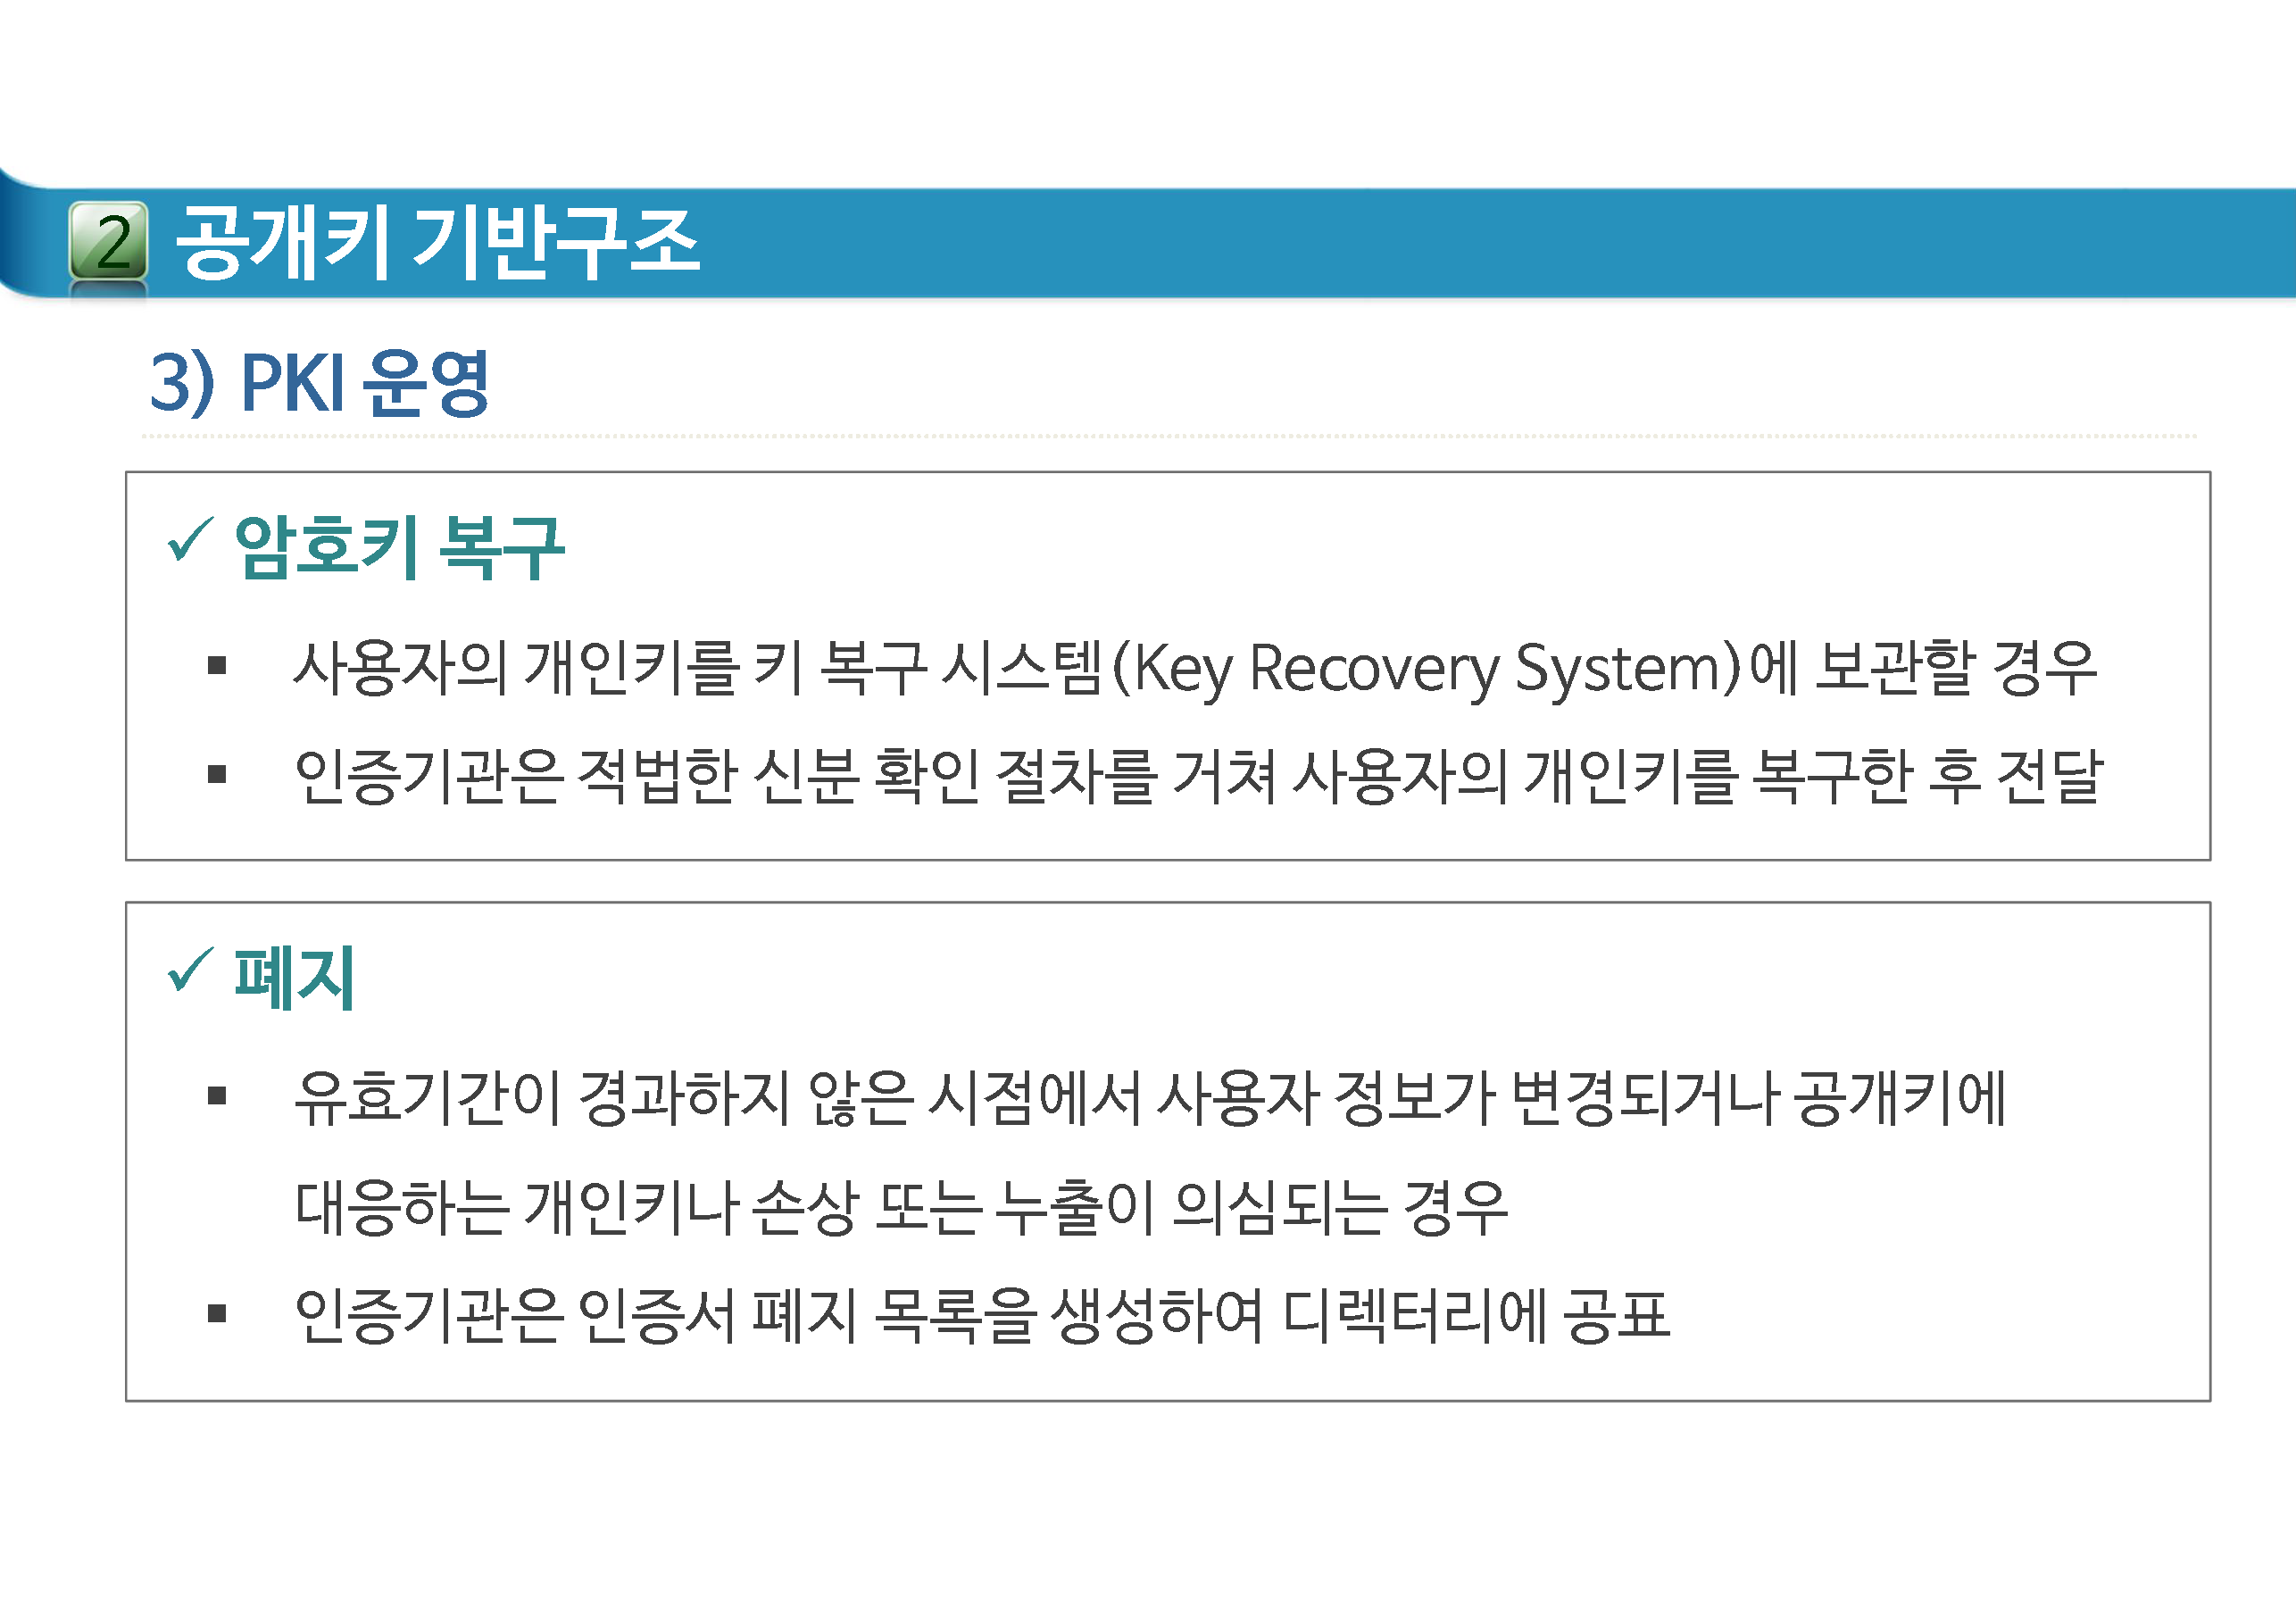 2 공개키 기반구조
3) PKI 운영
✓ 암호키 복구
▪ 사용자의 개인키를 키 복구 시스템(Key Recovery System)에 보관할 경우
▪ 인증기관은 적법한 신분 확인 절차를 거쳐 사용자의 개인키를 복구한 후 전달
✓ 폐지
▪ 유효기간이 경과하지 않은 시점에서 사용자 정보가 변경되거나 공개키에
대응하는 개인키나 손상 또는 누출이 의심되는 경우
▪ 인증기관은 인증서 폐지 목록을 생성하여 디렉터리에 공표